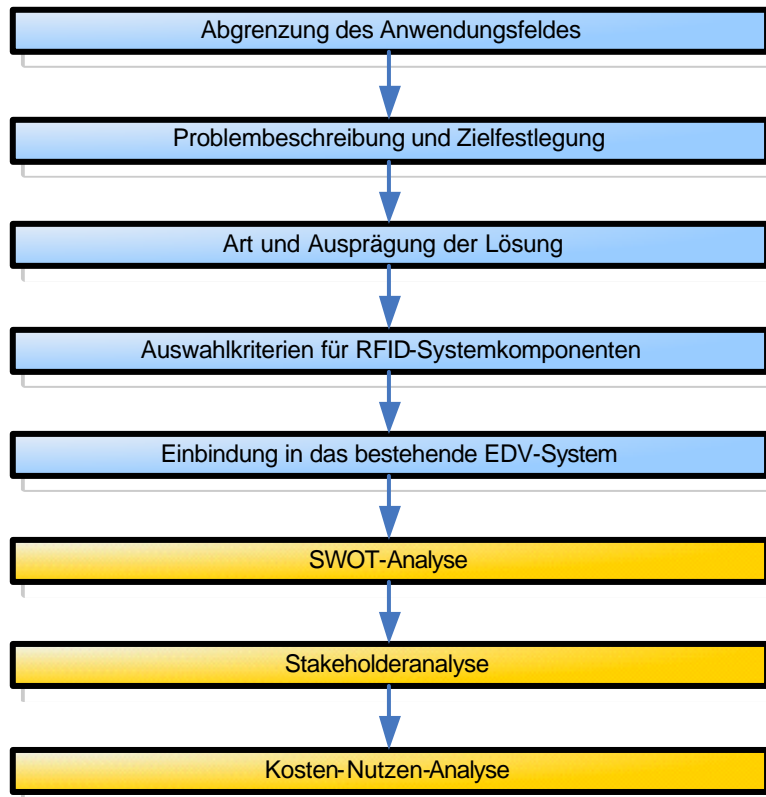 Abgrenzung des Anwendungsfeldes
Problembeschreibung und Zielfestlegung
Art und Ausprägung der Lösung
Auswahlkriterien für RFID-Systemkomponenten
Einbindung in das bestehende EDV-System
SWOT-Analyse
Stakeholderanalyse
Kosten-Nutzen-Analyse